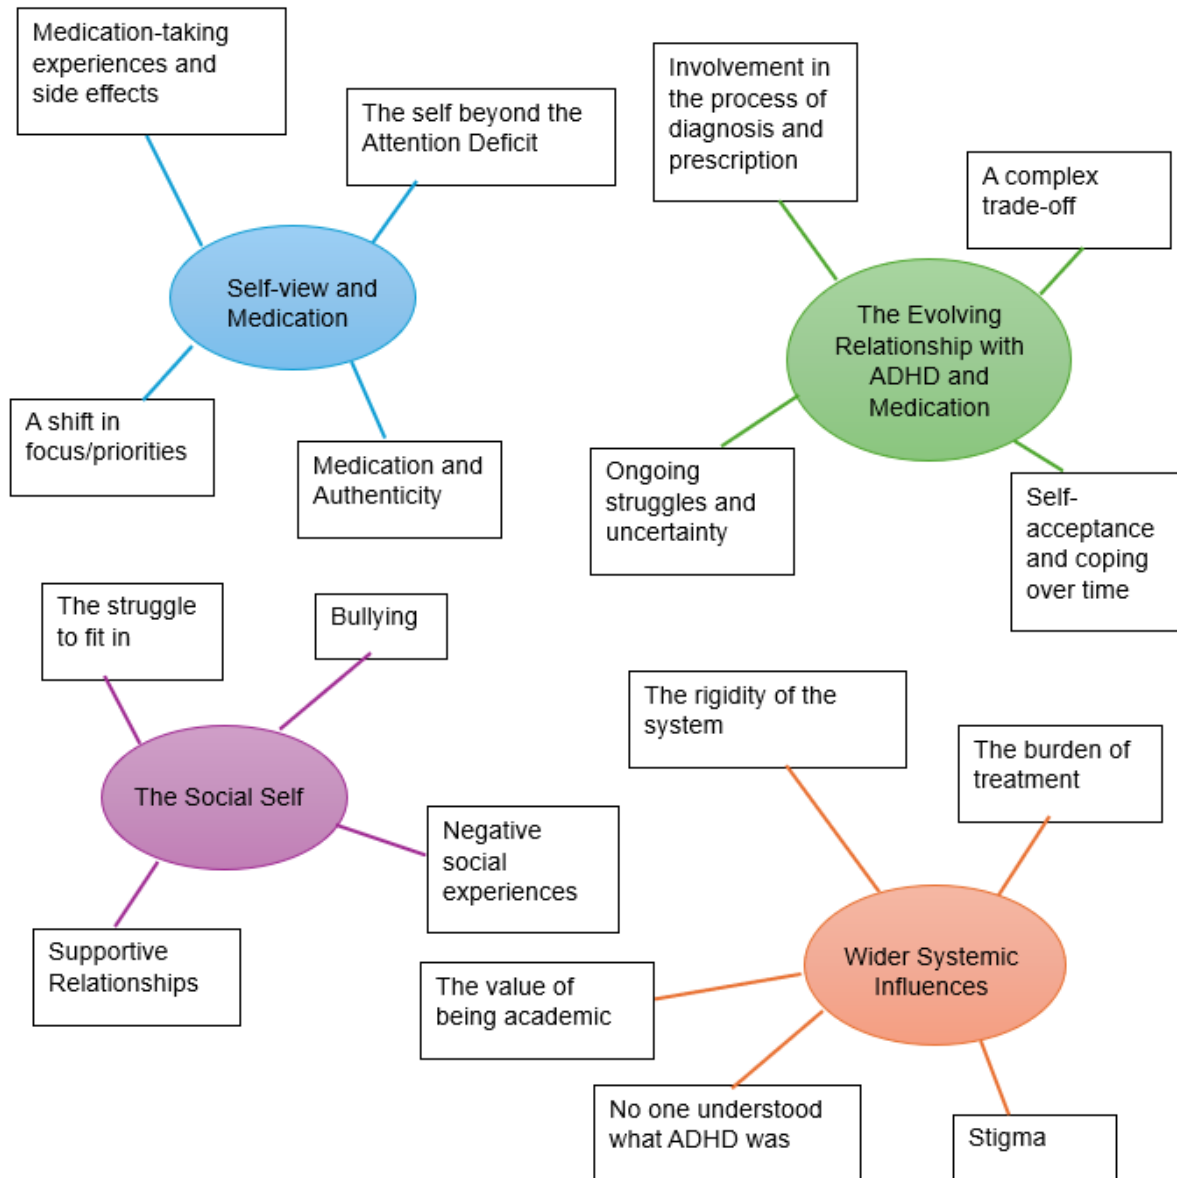 Medication-taking
experiences and
side effects
The self beyond the
Attention Deficit
Self-view and
Medication
A shift in
focus/priorities
Medication and
Authenticity
Involvement in
the process of
diagnosis and
prescription
A complex
trade-off
The Evolving
Relationship with
ADHD and
Medication
Ongoing
struggles and
uncertainty
Self-
acceptance
and coping
over time
The struggle
to fit in
Bullying
The Social Self
Negative
social
experiences
Supportive
Relationships
The rigidity of the
system
The burden of
treatment
Wider Systemic
Influences
The value of
being academic
No one understood
what ADHD was
Stigma